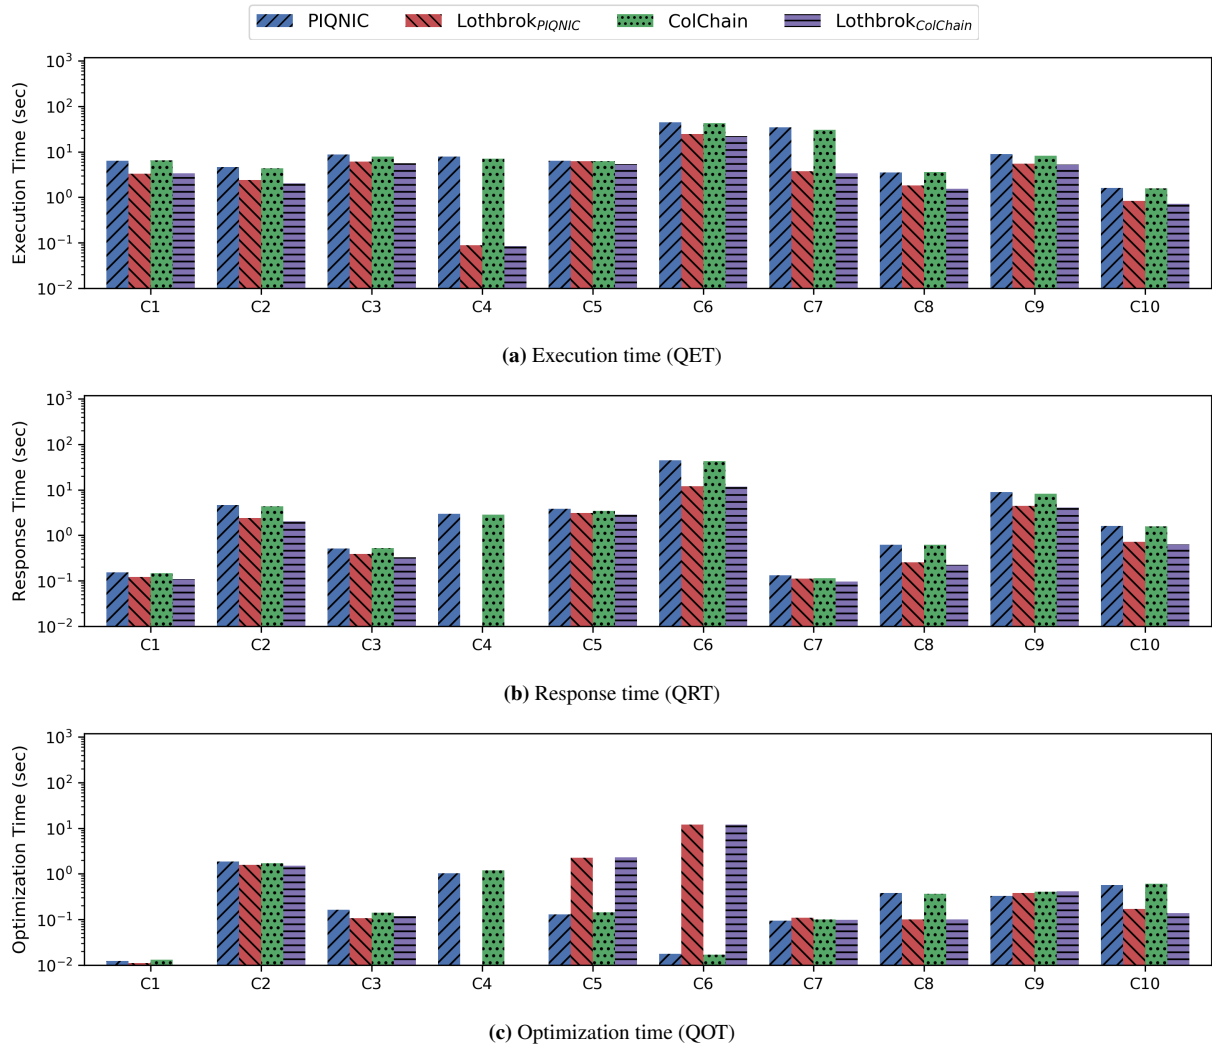 PIQNIC Lothbrok_PIQNIC ColChain Lothbrok_ColChain
Execution Time (sec)
10^3
10^2
10^1
10^0
10^−1
10^−2
C1 C2 C3 C4 C5 C6 C7 C8 C9 C10
(a) Execution time (QET)
Response Time (sec)
10^3
10^2
10^1
10^0
10^−1
10^−2
C1 C2 C3 C4 C5 C6 C7 C8 C9 C10
(b) Response time (QRT)
Optimization Time (sec)
10^3
10^2
10^1
10^0
10^−1
10^−2
C1 C2 C3 C4 C5 C6 C7 C8 C9 C10
(c) Optimization time (QOT)